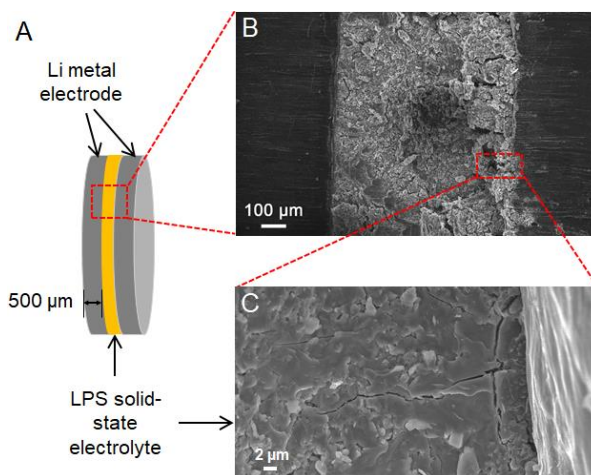 A
Li metal
electrode
500 µm
LPS solid-
state
electrolyte
B
100 µm
C
2 µm